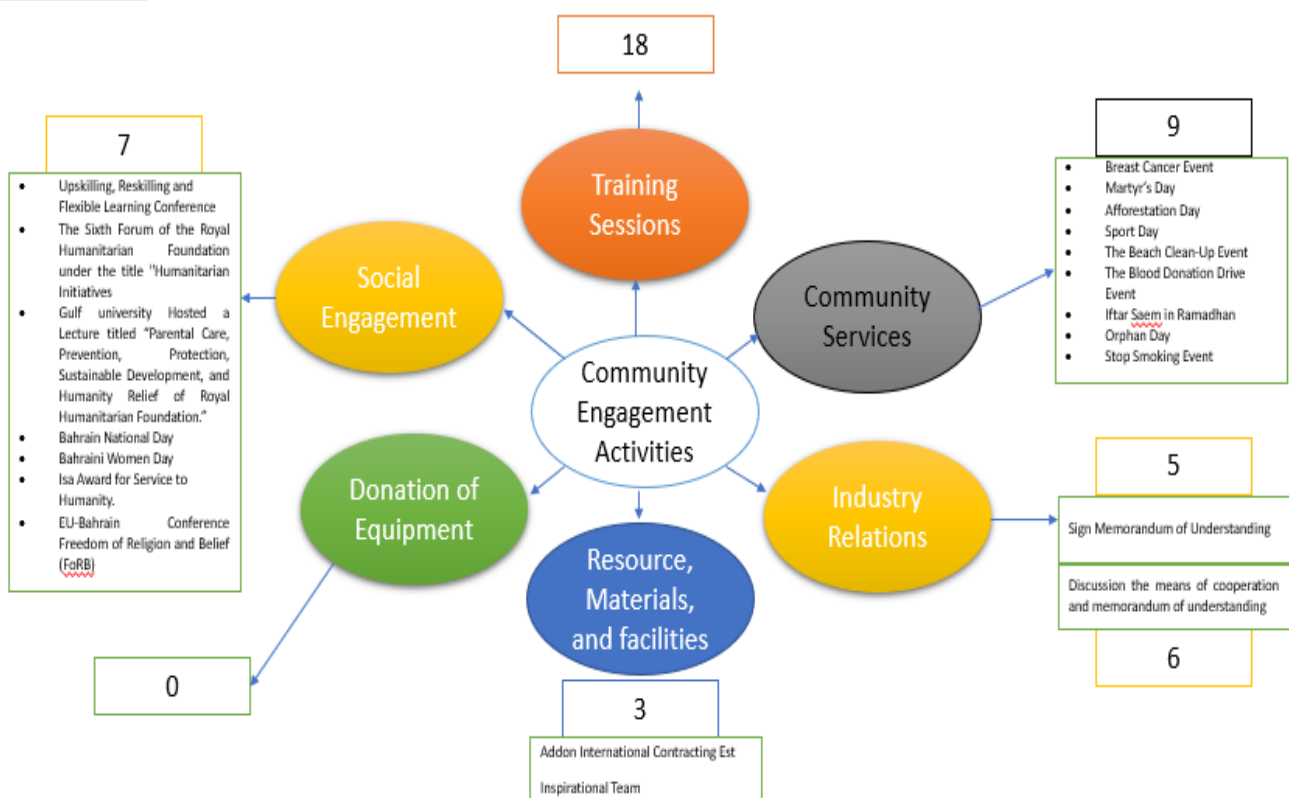 18
Training
Sessions
7
• Upskilling, Reskilling and
Flexible Learning Conference
• The Sixth Forum of the Royal
Humanitarian Foundation
under the title "Humanitarian
Initiatives
• Gulf university Hosted a
Lecture titled “Parental Care,
Prevention, Protection,
Sustainable Development, and
Humanity Relief of Royal
Humanitarian Foundation.”
• Bahrain National Day
• Bahraini Women Day
• Isa Award for Service to
Humanity.
• EU-Bahrain Conference
Freedom of Religion and Belief
(FoRB)
Social
Engagement
Community
Services
9
• Breast Cancer Event
• Martyr’s Day
• Afforestation Day
• Sport Day
• The Beach Clean-Up Event
• The Blood Donation Drive
Event
• Iftar Saem in Ramadhan
• Orphan Day
• Stop Smoking Event
Community
Engagement
Activities
Donation of
Equipment
0
Resource,
Materials,
and facilities
3
Addon International Contracting Est
Inspirational Team
Industry
Relations
5
Sign Memorandum of Understanding
Discussion the means of cooperation
and memorandum of understanding
6